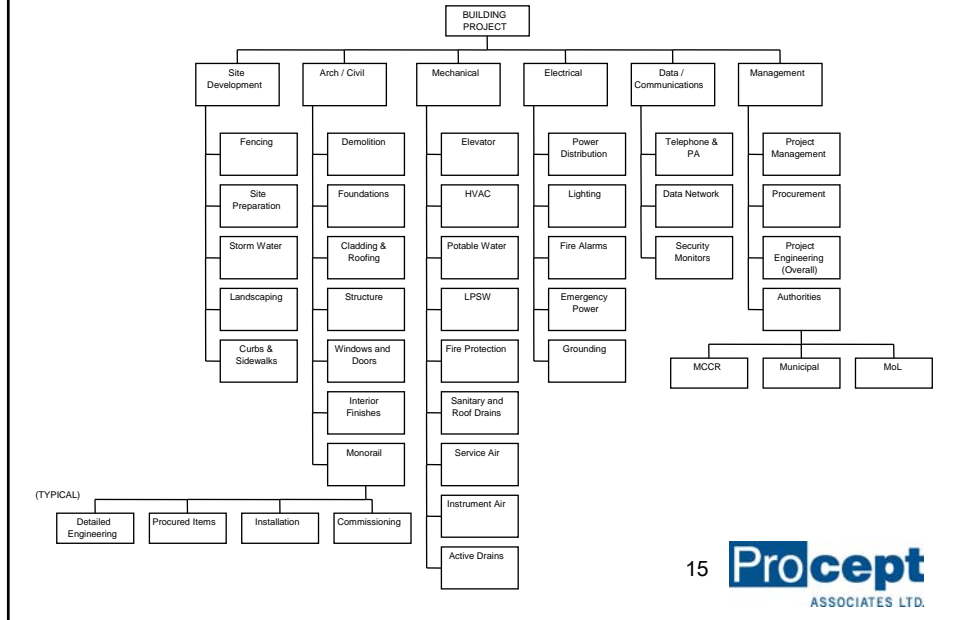 BUILDING
PROJECT
Site
Development
Arch / Civil
Mechanical
Electrical
Data /
Communications
Management
Fencing
Site
Preparation
Storm Water
Landscaping
Curbs &
Sidewalks
Demolition
Foundations
Cladding &
Roofing
Structure
Windows and
Doors
Interior
Finishes
Monorail
(TYPICAL)
Detailed
Engineering
Procured Items
Installation
Commissioning
Elevator
HVAC
Potable Water
LPSW
Fire Protection
Sanitary and
Roof Drains
Service Air
Instrument Air
Active Drains
Power
Distribution
Lighting
Fire Alarms
Emergency
Power
Grounding
Telephone &
PA
Data Network
Security
Monitors
Project
Management
Procurement
Project
Engineering
(Overall)
Authorities
MCCR
Municipal
MoL
15
Procept
ASSOCIATES LTD.